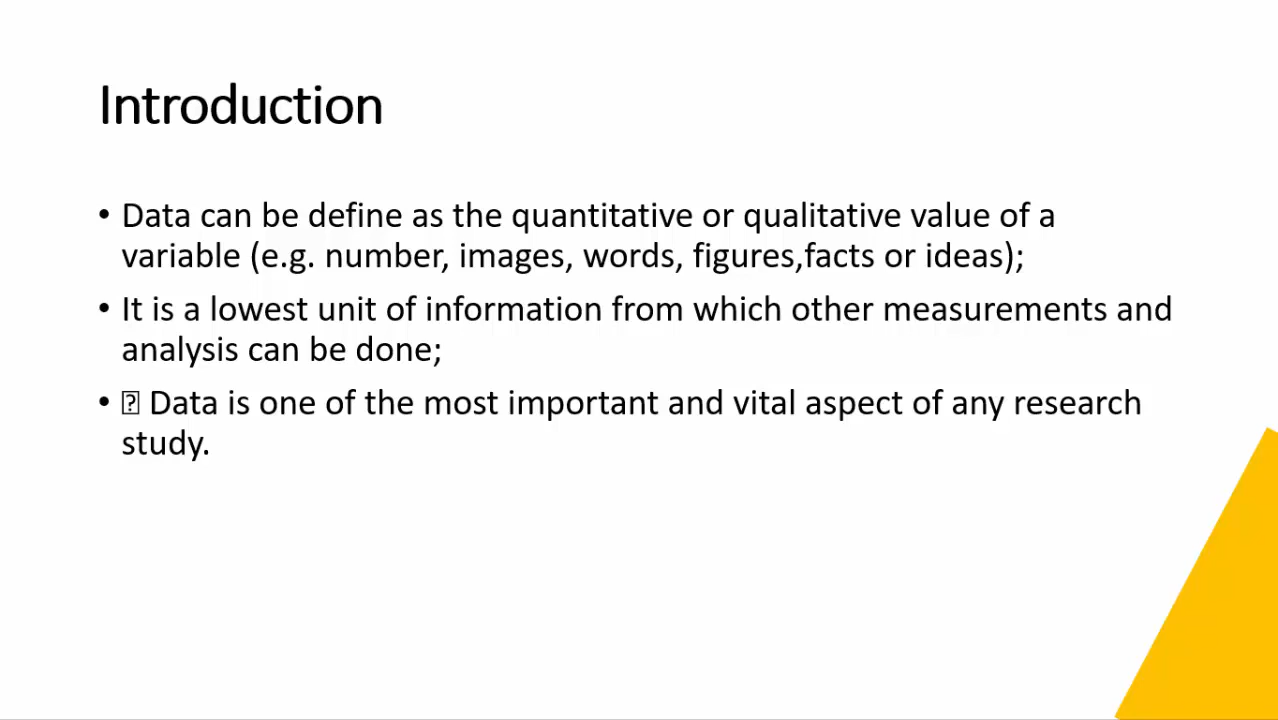 Introduction
• Data can be define as the quantitative or qualitative value of a
variable (e.g. number, images, words, figures,facts or ideas);
• It is a lowest unit of information from which other measurements and
analysis can be done;
• 🯄 Data is one of the most important and vital aspect of any research
study.